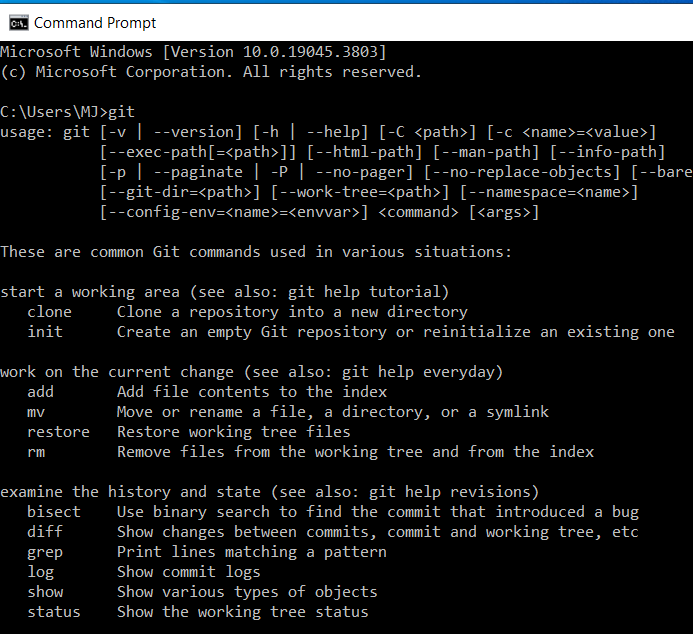 Command Prompt
Microsoft Windows [Version 10.0.19045.3803]
(c) Microsoft Corporation. All rights reserved.
C:\Users\MJ>git
usage: git [-v | --version] [-h | --help] [-C <path>] [-c <name>=<value>]
           [--exec-path[=<path>]] [--html-path] [--man-path] [--info-path]
           [-p | --paginate | -P | --no-pager] [--no-replace-objects] [--bare
           [--git-dir=<path>] [--work-tree=<path>] [--namespace=<name>]
           [--config-env=<name>=<envvar>] <command> [<args>]
These are common Git commands used in various situations:
start a working area (see also: git help tutorial)
   clone     Clone a repository into a new directory
   init      Create an empty Git repository or reinitialize an existing one
work on the current change (see also: git help everyday)
   add       Add file contents to the index
   mv        Move or rename a file, a directory, or a symlink
   restore   Restore working tree files
   rm        Remove files from the working tree and from the index
examine the history and state (see also: git help revisions)
   bisect    Use binary search to find the commit that introduced a bug
   diff      Show changes between commits, commit and working tree, etc
   grep      Print lines matching a pattern
   log       Show commit logs
   show      Show various types of objects
   status    Show the working tree status